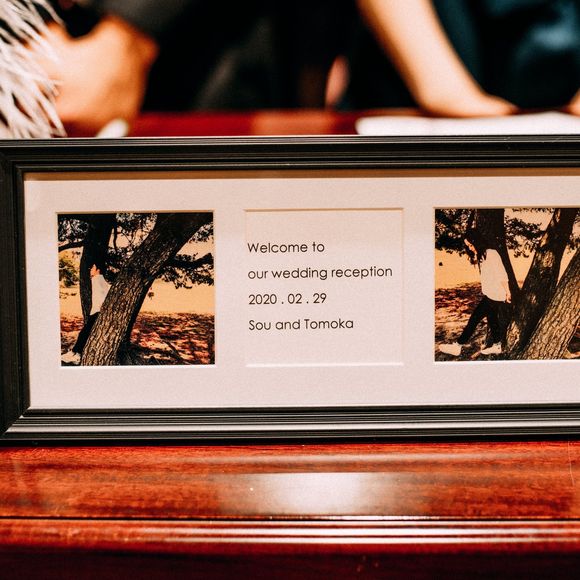 Welcome to
our wedding reception
2020 . 02 . 29
Sou and Tomoka